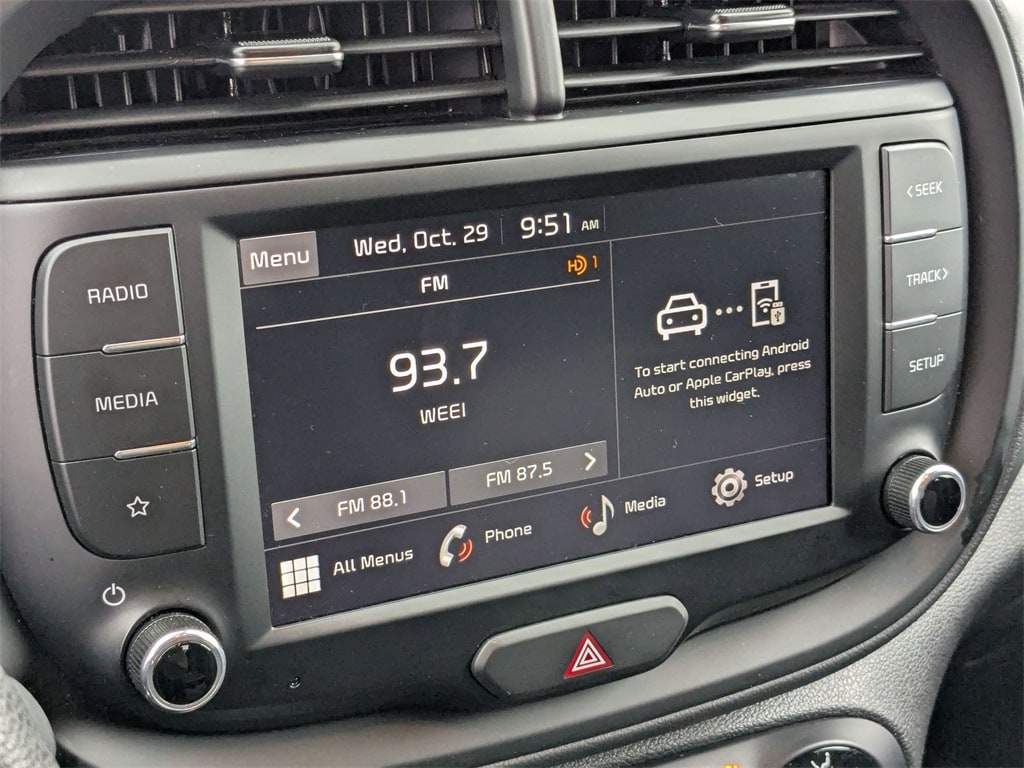 Menu
Wed, Oct. 29
9:51 AM
FM
HD 1
93.7
WEEI
FM 88.1
FM 87.5
To start connecting Android
Auto or Apple CarPlay, press
this widget.
All Menus
Phone
Media
Setup
RADIO
MEDIA
< SEEK
TRACK >
SETUP